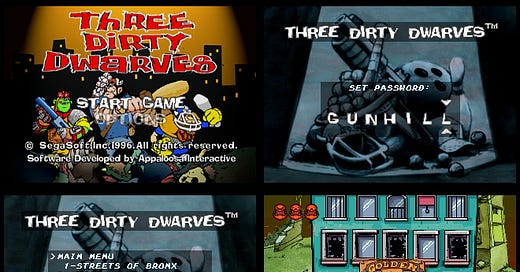 THREE
DIRTY
DWARVES
START GAME
OPTIONS
© SegaSoft,Inc.1996.All rights reserved.
Software Developed by Appaloosa Interactive
THREE DIRTY DWARVES™
SET PASSWORD:
GUNHILL
THREE DIRTY DWARVES™
>MAIN MENU
1-STREETS OF BRONX
GOLDEN